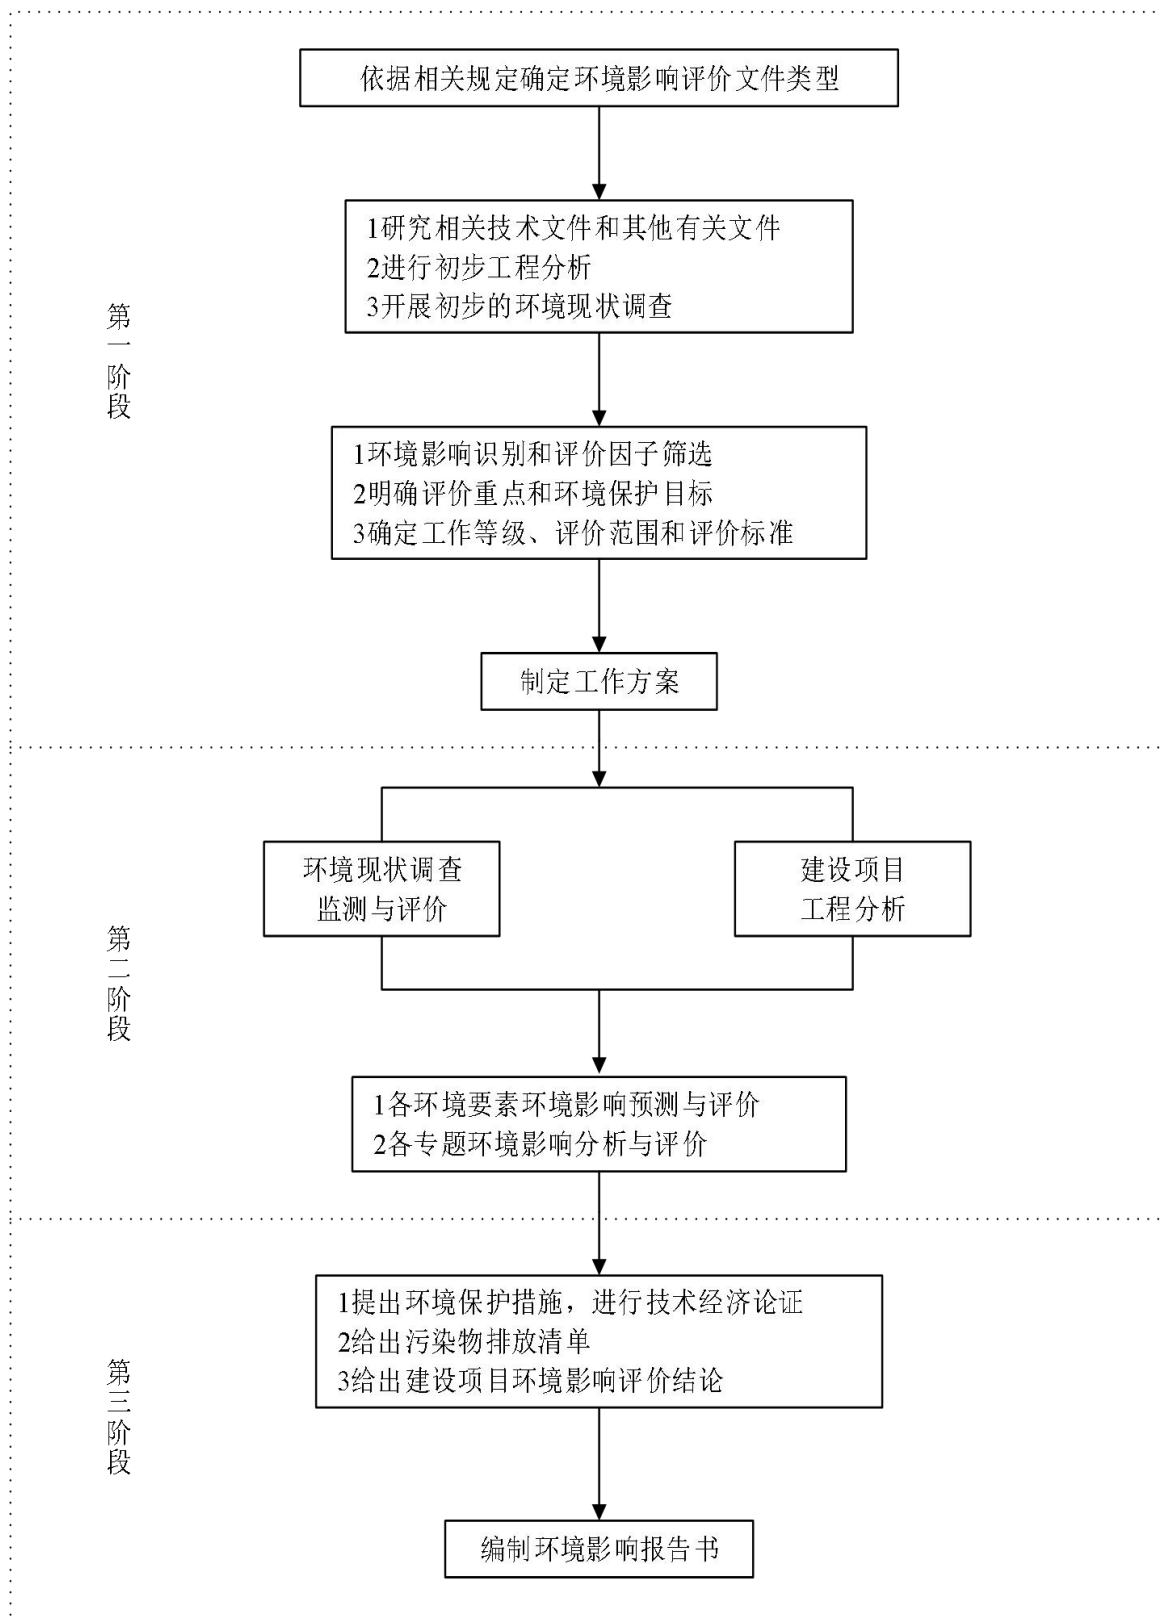 依据相关规定确定环境影响评价文件类型
1研究相关技术文件和其他有关文件
2进行初步工程分析
3开展初步的环境现状调查
第一阶段
1环境影响识别和评价因子筛选
2明确评价重点和环境保护目标
3确定工作等级、评价范围和评价标准
制定工作方案
环境现状调查
监测与评价
建设项目
工程分析
第二阶段
1各环境要素环境影响预测与评价
2各专题环境影响分析与评价
1提出环境保护措施，进行技术经济论证
2给出污染物排放清单
3给出建设项目环境影响评价结论
第三阶段
编制环境影响报告书